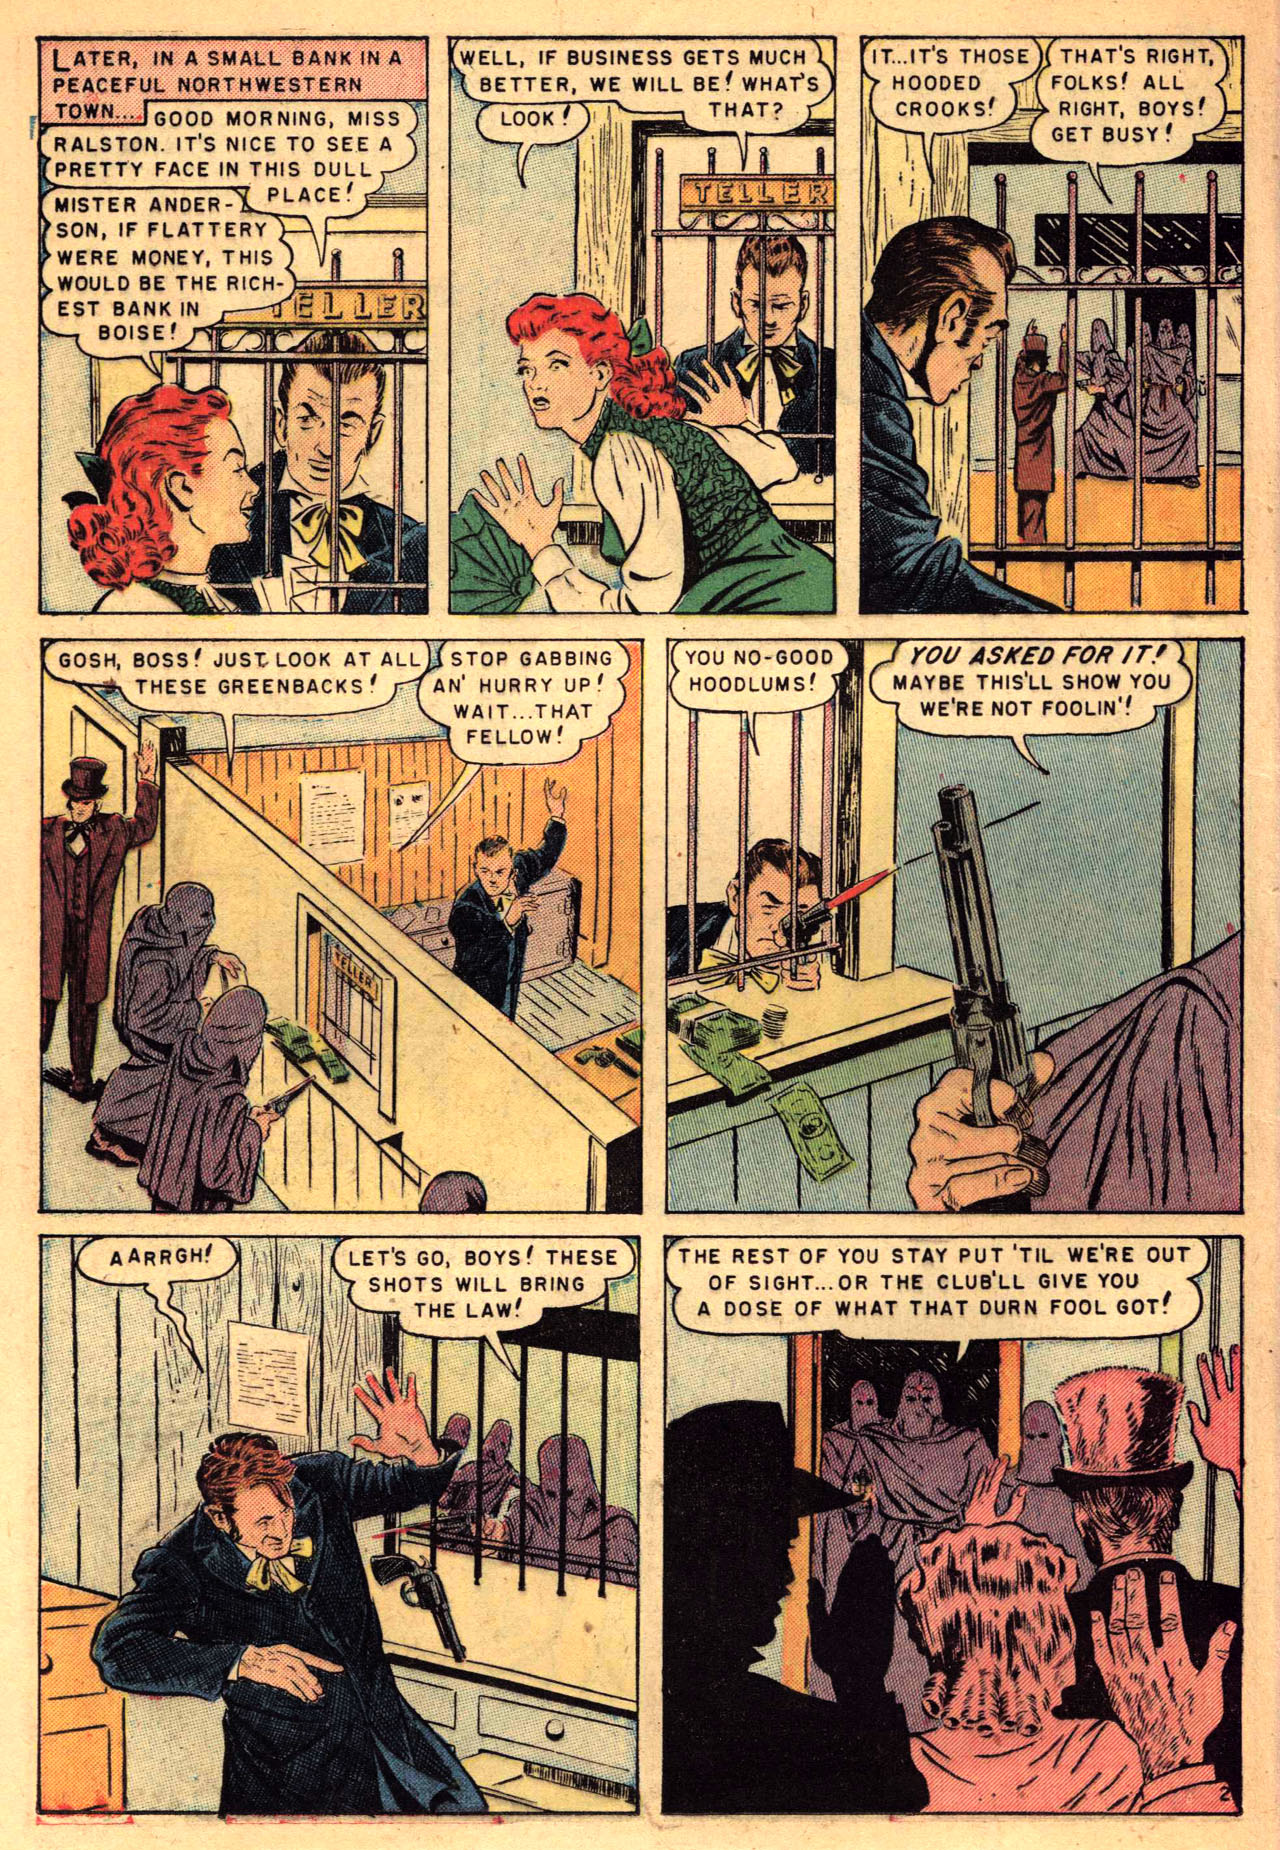 LATER, IN A SMALL BANK IN A
PEACEFUL NORTHWESTERN
TOWN...
GOOD MORNING, MISS
RALSTON. IT'S NICE TO SEE A
PRETTY FACE IN THIS DULL
PLACE!
MISTER ANDER-
SON, IF FLATTERY
WERE MONEY, THIS
WOULD BE THE RICH-
EST BANK IN
BOISE!
TELLER
WELL, IF BUSINESS GETS MUCH
BETTER, WE WILL BE! WHAT'S
THAT?
LOOK!
TELLER
IT...IT'S THOSE
HOODED
CROOKS!
THAT'S RIGHT,
FOLKS! ALL
RIGHT, BOYS!
GET BUSY!
GOSH, BOSS! JUST LOOK AT ALL
THESE GREENBACKS!
STOP GABBING
AN' HURRY UP!
WAIT...THAT
FELLOW!
TELLER
YOU NO-GOOD
HOODLUMS!
YOU ASKED FOR IT!
MAYBE THIS'LL SHOW YOU
WE'RE NOT FOOLIN'!
AARRGH!
LET'S GO, BOYS! THESE
SHOTS WILL BRING
THE LAW!
THE REST OF YOU STAY PUT 'TIL WE'RE OUT
OF SIGHT...OR THE CLUB'LL GIVE YOU
A DOSE OF WHAT THAT DURN FOOL GOT!
2